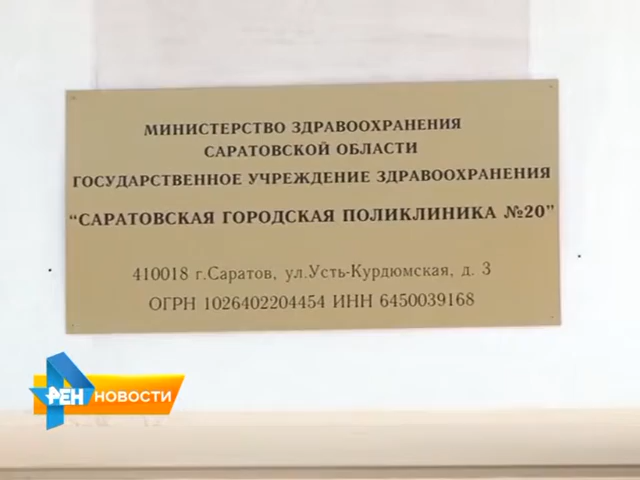 МИНИСТЕРСТВО ЗДРАВООХРАНЕНИЯ
САРАТОВСКОЙ ОБЛАСТИ
ГОСУДАРСТВЕННОЕ УЧРЕЖДЕНИЕ ЗДРАВООХРАНЕНИЯ
“САРАТОВСКАЯ ГОРОДСКАЯ ПОЛИКЛИНИКА №20”
410018 г.Саратов, ул.Усть-Курдюмская, д. 3
ОГРН 1026402204454 ИНН 6450039168
РЕН НОВОСТИ